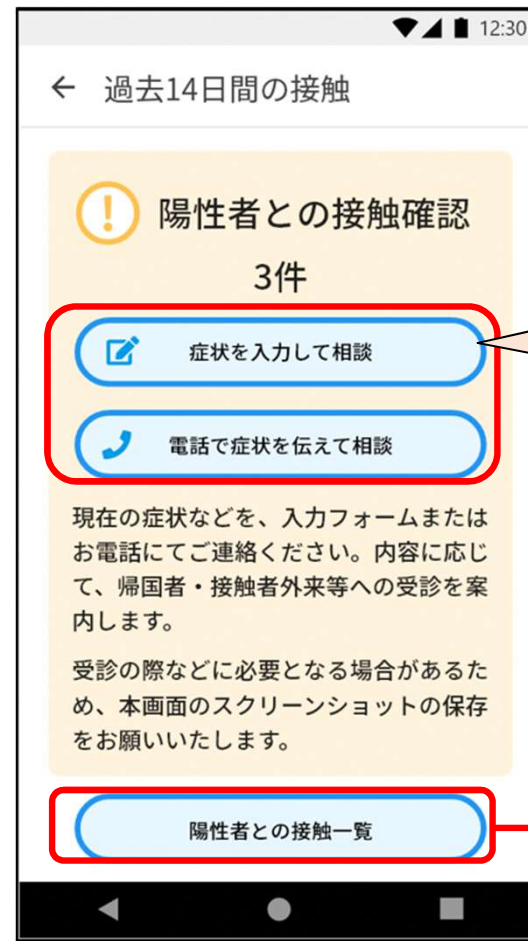 12:30
← 過去14日間の接触
陽性者との接触確認
3件
症状を入力して相談
電話で症状を伝えて相談
現在の症状などを、入力フォームまたは
お電話にてご連絡ください。内容に応じ
て、帰国者・接触者外来等への受診を案
内します。
受診の際などに必要となる場合があるた
め、本画面のスクリーンショットの保存
をお願いいたします。
陽性者との接触一覧